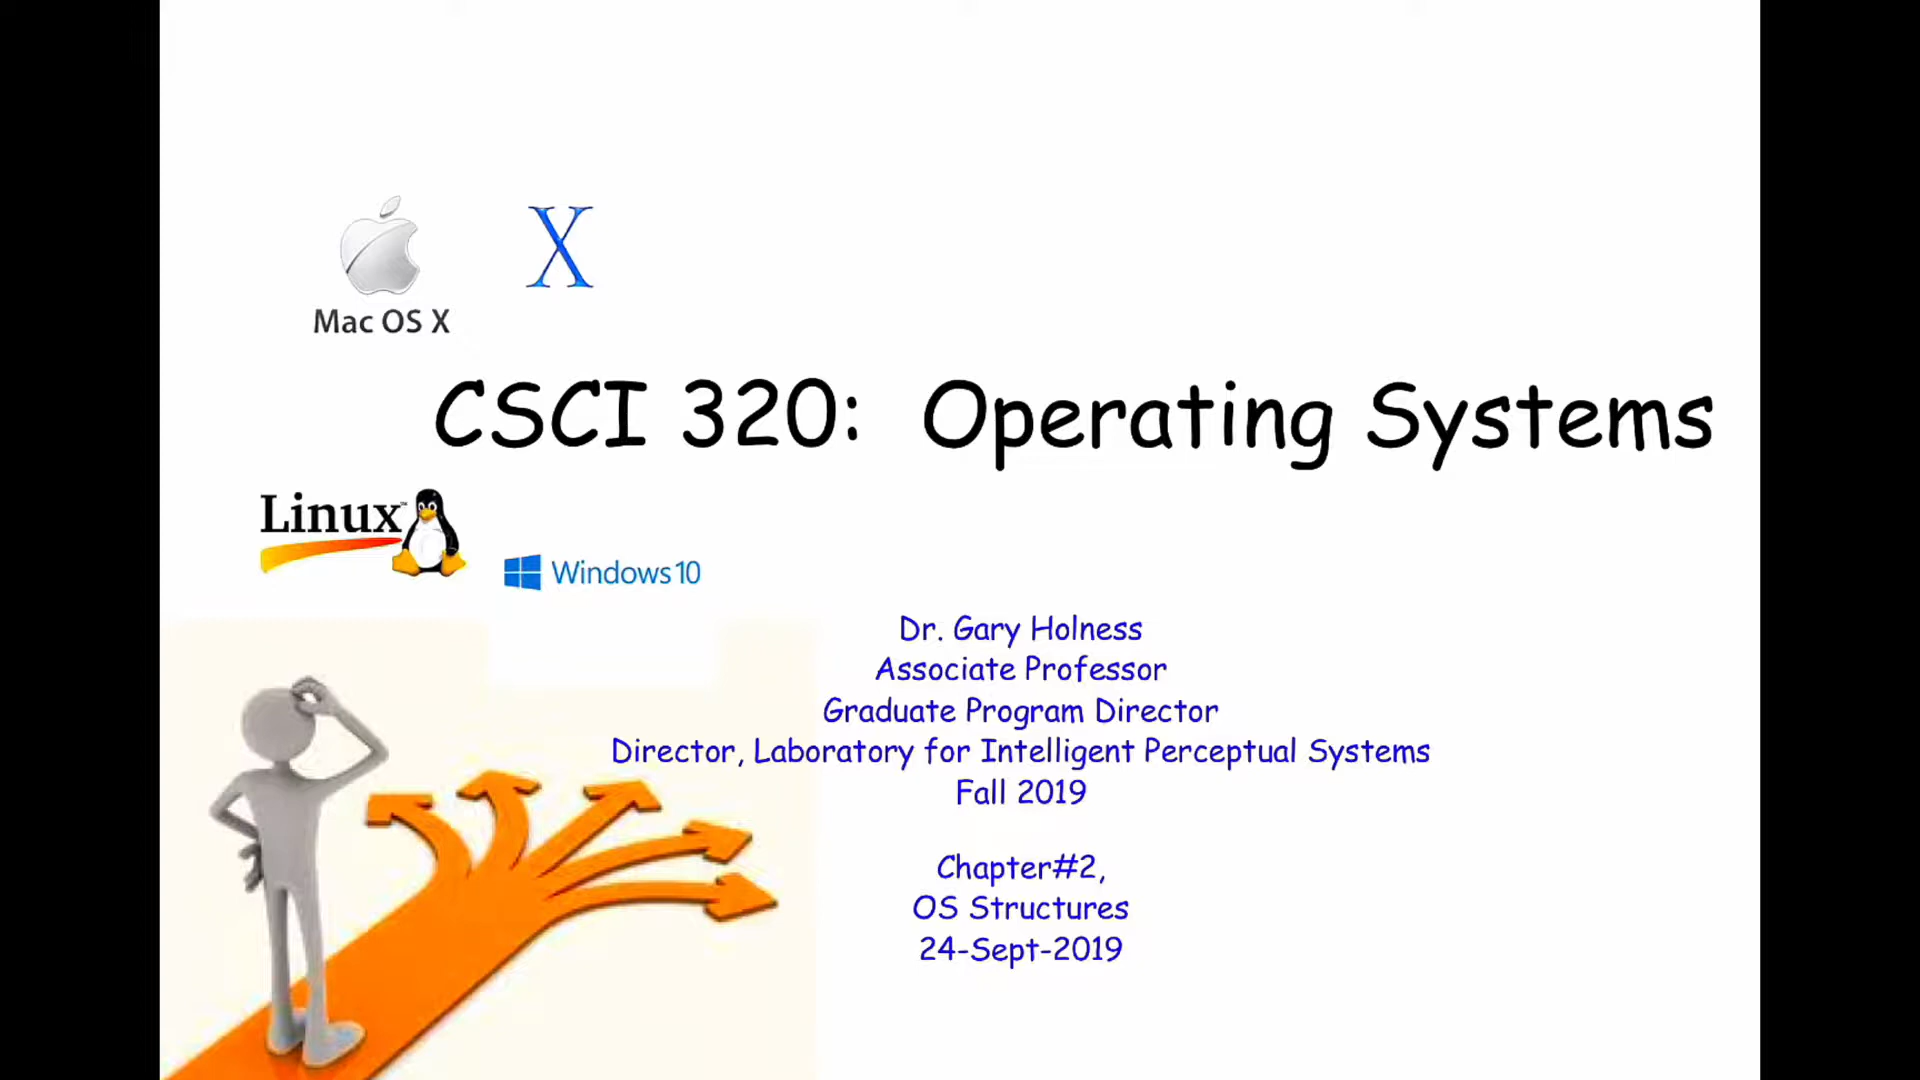 X
Mac OS X
CSCI 320: Operating Systems
Linux™
Windows 10
Dr. Gary Holness
Associate Professor
Graduate Program Director
Director, Laboratory for Intelligent Perceptual Systems
Fall 2019
Chapter#2,
OS Structures
24-Sept-2019